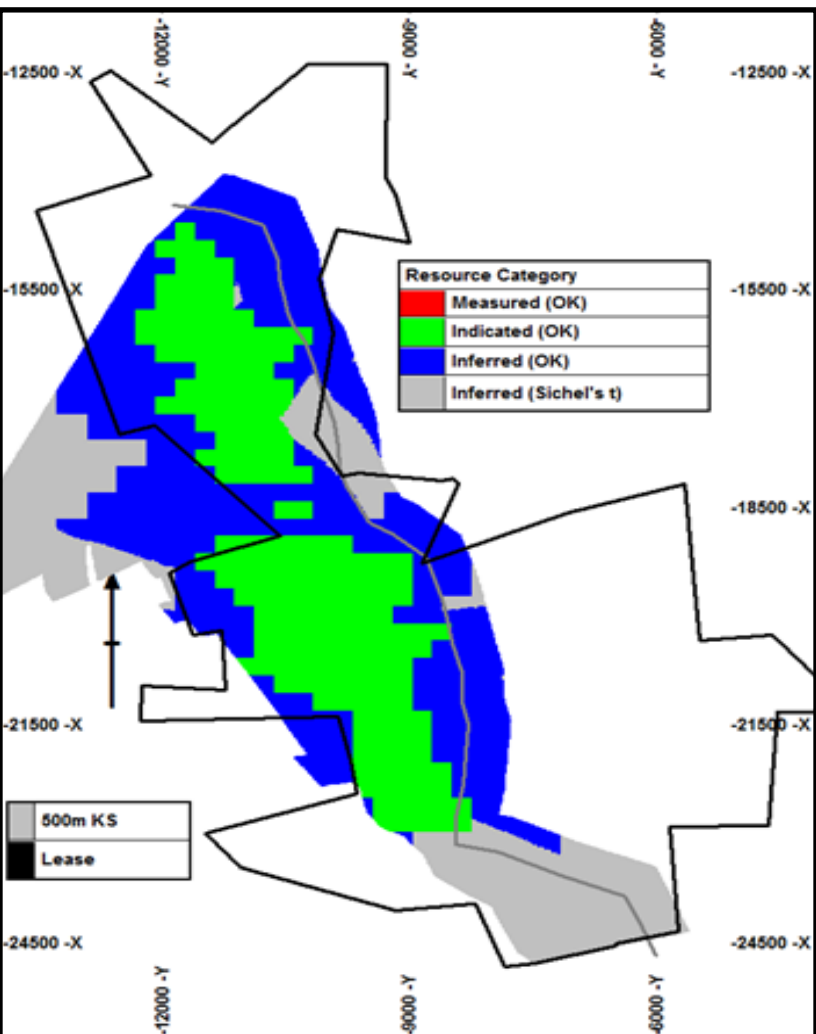 -12000 -Y
-9000 -Y
-6000 -Y
-12500 -X
-12500 -X
Resource Category
Measured (OK)
Indicated (OK)
Inferred (OK)
Inferred (Sichel's t)
-15500 -X
-15500 -X
-18500 -X
-21500 -X
-21500 -X
500m KS
Lease
-24500 -X
-24500 -X
-12000 -Y
-9000 -Y
-6000 -Y